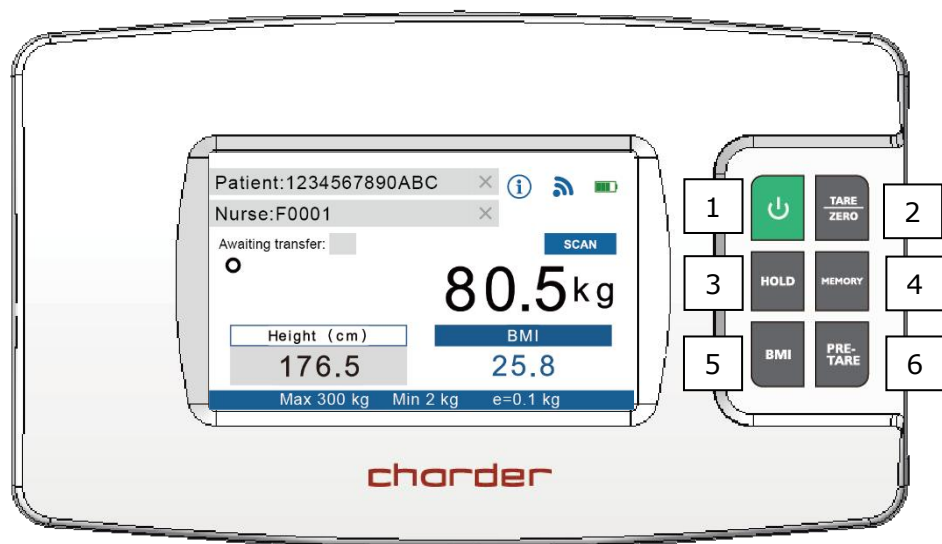 Patient:1234567890ABC ×
Nurse:F0001 ×
Awaiting transfer:
SCAN
80.5kg
Height (cm)
BMI
176.5
25.8
Max 300 kg Min 2 kg e=0.1 kg
charder
1
TARE
ZERO
2
3
HOLD
MEMORY
4
5
BMI
PRE-
TARE
6